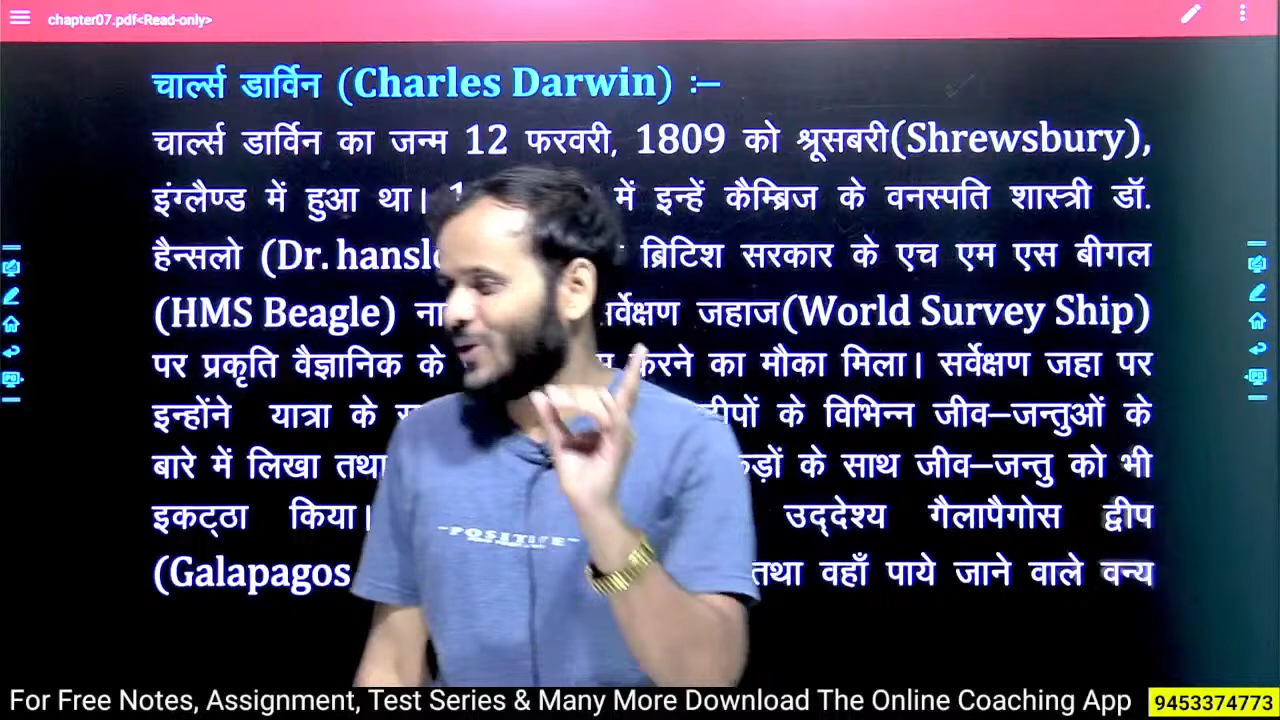 chapter07.pdf<Read-only>
चार्ल्स डार्विन (Charles Darwin) :–
चार्ल्स डार्विन का जन्म 12 फरवरी, 1809 को श्रूसबरी(Shrewsbury),
इंग्लैण्ड में हुआ था। में इन्हें कैम्ब्रिज के वनस्पति शास्त्री डॉ.
हैन्सलो (Dr. ब्रिटिश सरकार के एच एम एस बीगल
(HMS Beagle) जहाज(World Survey Ship)
पर प्रकृति वैज्ञानिक के करने का मौका मिला। सर्वेक्षण जहा पर
इन्होंने यात्रा के के विभिन्न जीव–जन्तुओं के
बारे में लिखा तथा के साथ जीव–जन्तु को भी
इकट्ठा किया। उद्देश्य गैलापैगोस द्वीप
(Galapagos तथा वहाँ पाये जाने वाले वन्य
-POSITIVE-
For Free Notes, Assignment, Test Series & Many More Download The Online Coaching App 9453374773